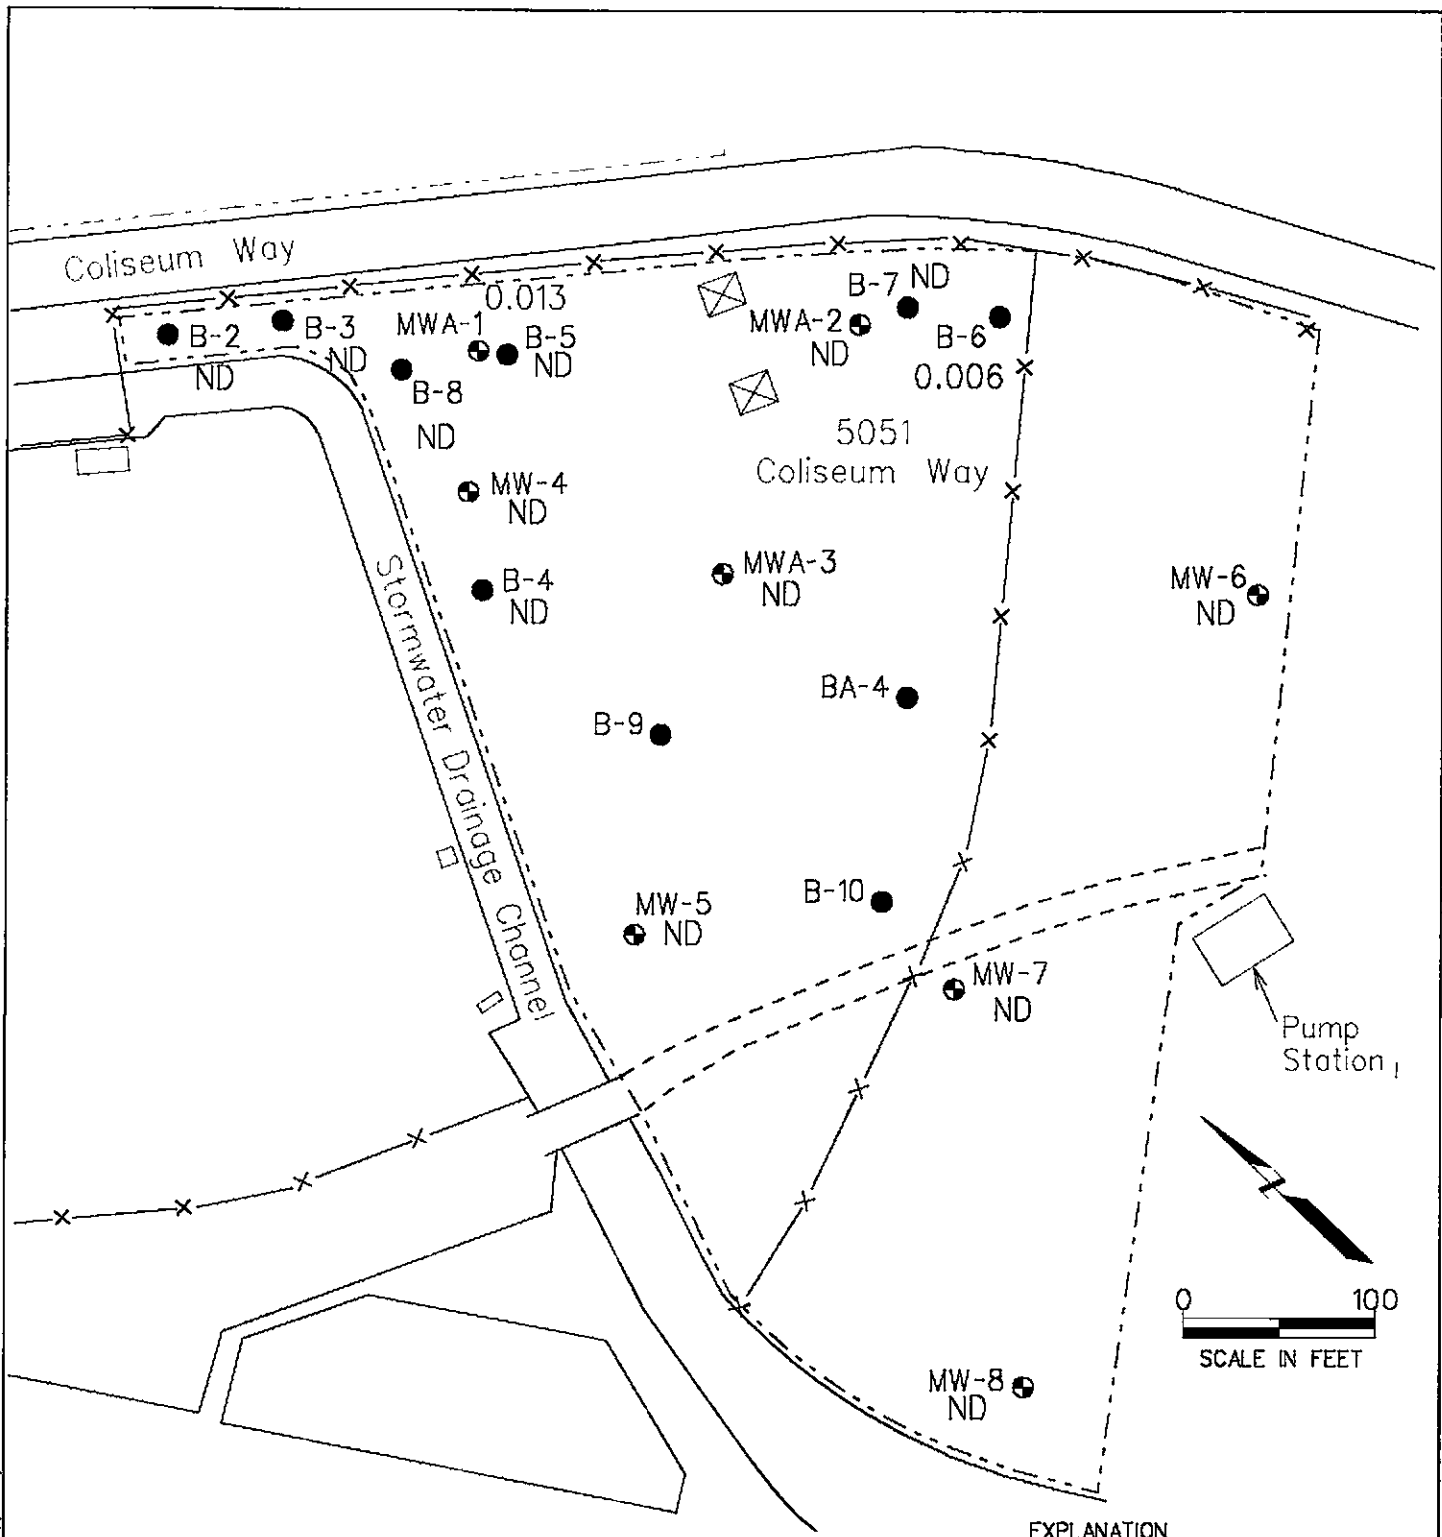 Coliseum Way
0.013
B-7 ND
B-2
ND
B-3
ND
MWA-1
B-5
ND
MWA-2
ND
B-6
0.006
B-8
ND
5051
Coliseum Way
MW-4
ND
MWA-3
ND
B-4
ND
MW-6
ND
Stormwater Drainage Channel
BA-4
B-9
B-10
MW-5
ND
MW-7
ND
Pump
Station
0 100
SCALE IN FEET
MW-8
ND
EXPLANATION